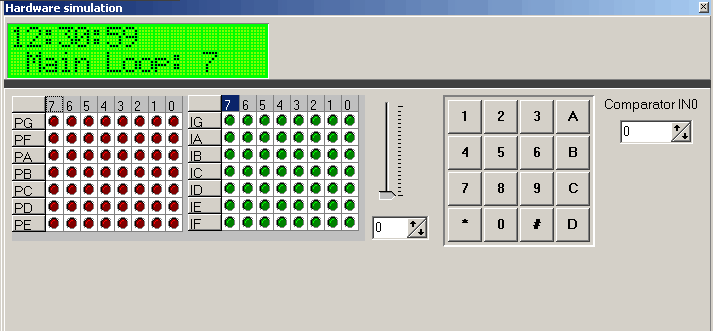 Hardware simulation
12:30:59
Main Loop: 7
7 6 5 4 3 2 1 0
PG
PF
PA
PB
PC
PD
PE
7 6 5 4 3 2 1 0
IG
IA
IB
IC
ID
IE
IF
0
1 2 3 A
4 5 6 B
7 8 9 C
* 0 # D
Comparator IN0
0